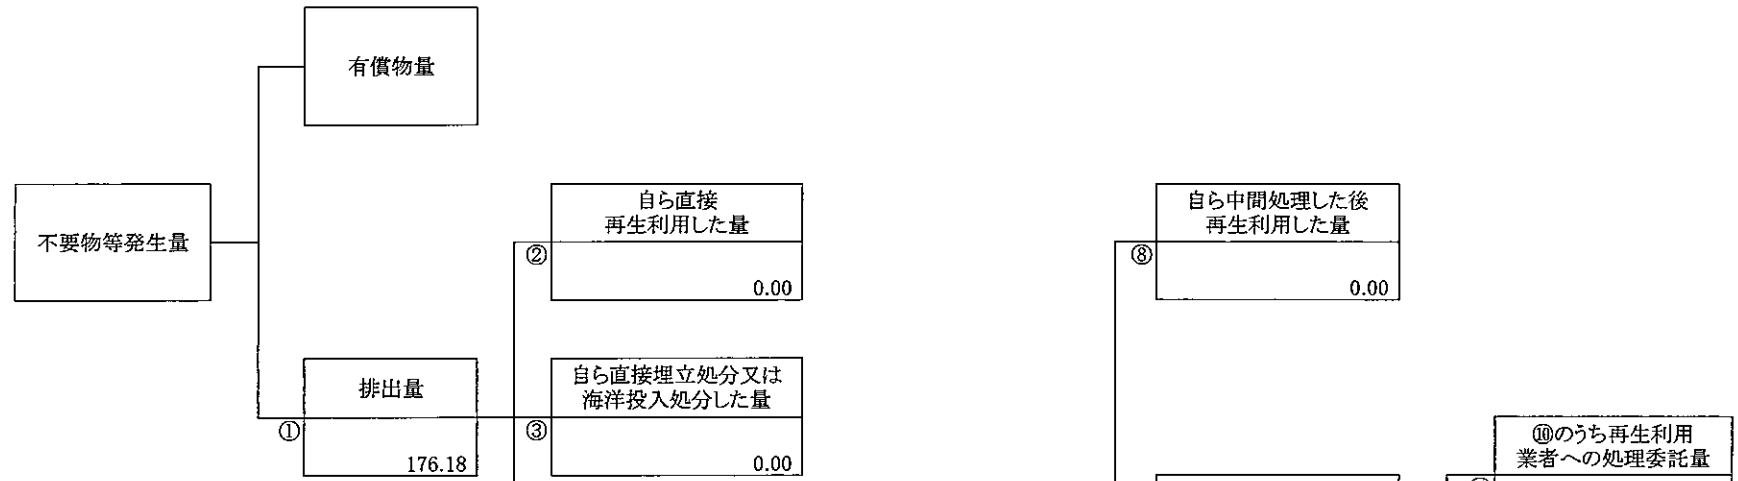 有償物量
不要物等発生量
自ら直接
再生利用した量
②
0.00
自ら中間処理した後
再生利用した量
⑧
0.00
排出量
①
176.18
自ら直接埋立処分又は
海洋投入処分した量
③
0.00
⑩のうち再生利用
業者への処理委託量